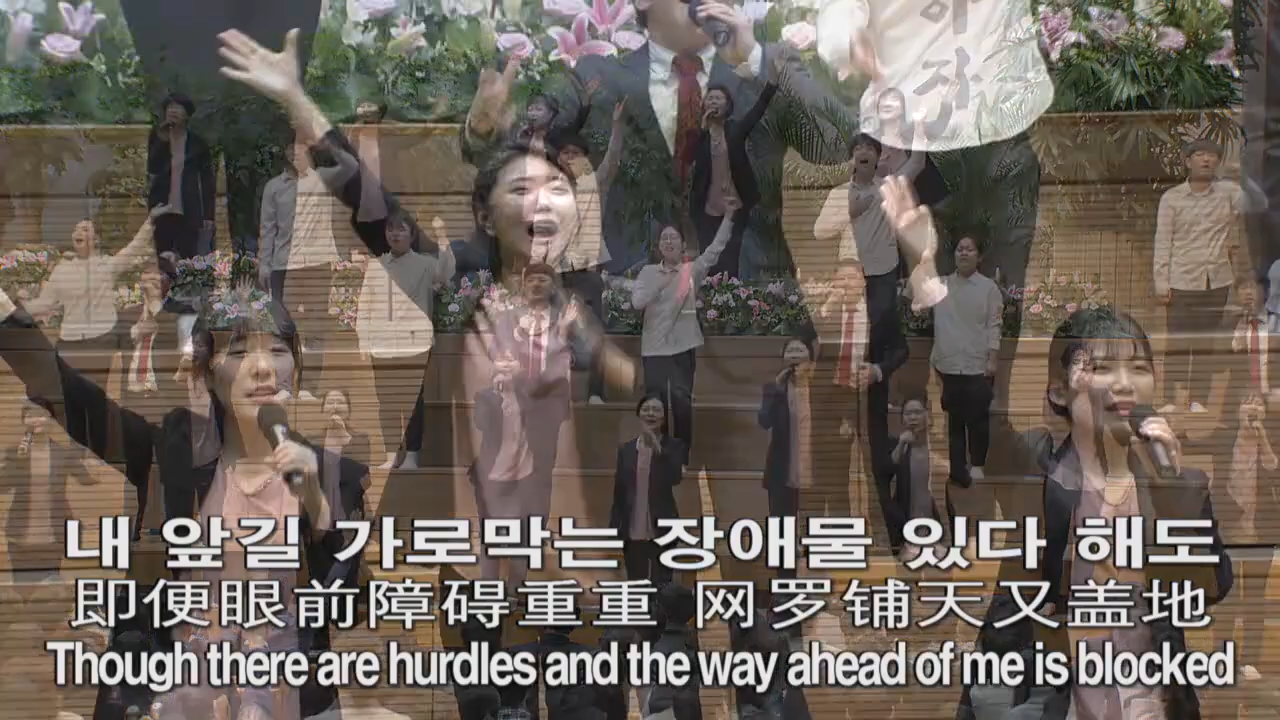 하
자
내 앞길 가로막는 장애물 있다 해도
即便眼前障碍重重 网罗铺天又盖地
Though there are hurdles and the way ahead of me is blocked